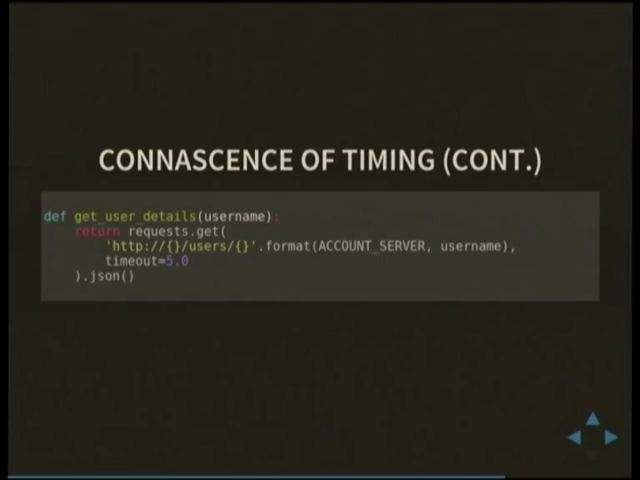 CONNASCENCE OF TIMING (CONT.)
def get_user_details(username):
    return requests.get(
        'http://{}/users/{}'.format(ACCOUNT_SERVER, username),
        timeout=5.0
    ).json()